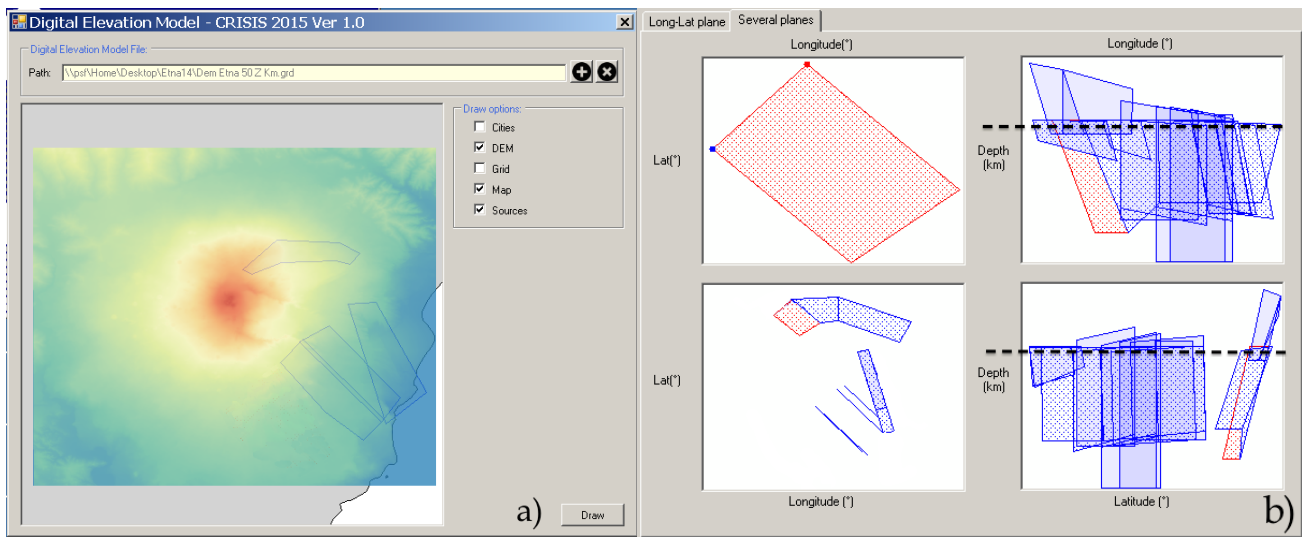 Digital Elevation Model - CRISIS 2015 Ver 1.0
Digital Elevation Model File:
Path: \\psf\Home\Desktop\Etna14\Dem Etna 50 Z Km.grd
Draw options:
Cities
DEM
Grid
Map
Sources
Draw
a)
Long-Lat plane Several planes
Longitude(°) Longitude (°)
Lat(°)
Depth
(km)
Lat(°)
Depth
(km)
Longitude (°) Latitude (°)
b)